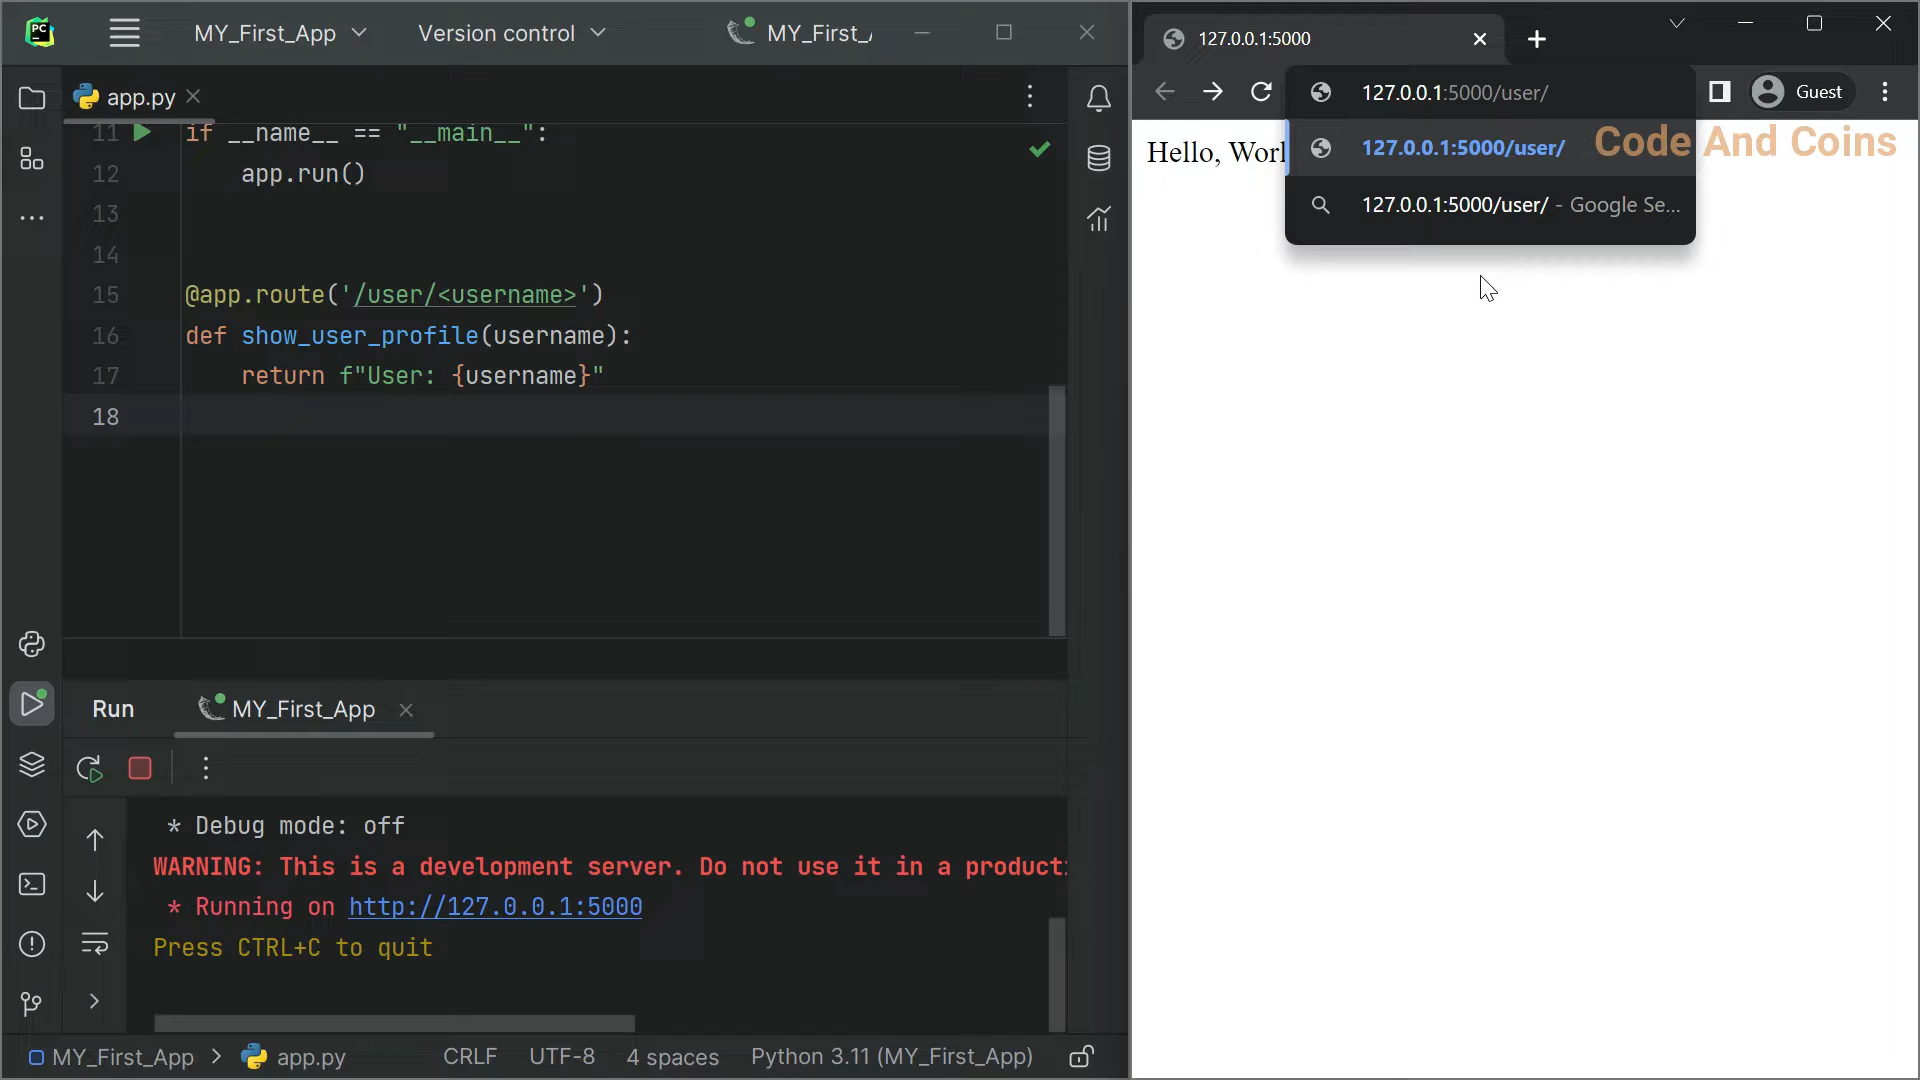 PC
MY_First_App
Version control
MY_First_
app.py
11 if __name__ == "__main__":
12 app.run()
13
14
15 @app.route('/user/<username>')
16 def show_user_profile(username):
17 return f"User: {username}"
18
Run
MY_First_App
* Debug mode: off
WARNING: This is a development server. Do not use it in a product
* Running on http://127.0.0.1:5000
Press CTRL+C to quit
MY_First_App > app.py
CRLF
UTF-8
4 spaces
Python 3.11 (MY_First_App)
127.0.0.1:5000
127.0.0.1:5000/user/
Guest
Hello, Worl
127.0.0.1:5000/user/
Code And Coins
127.0.0.1:5000/user/ - Google Se...